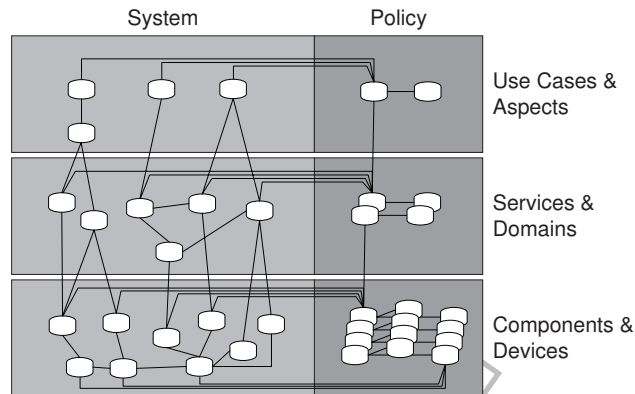 System
Policy
Use Cases &
Aspects
Services &
Domains
Components &
Devices